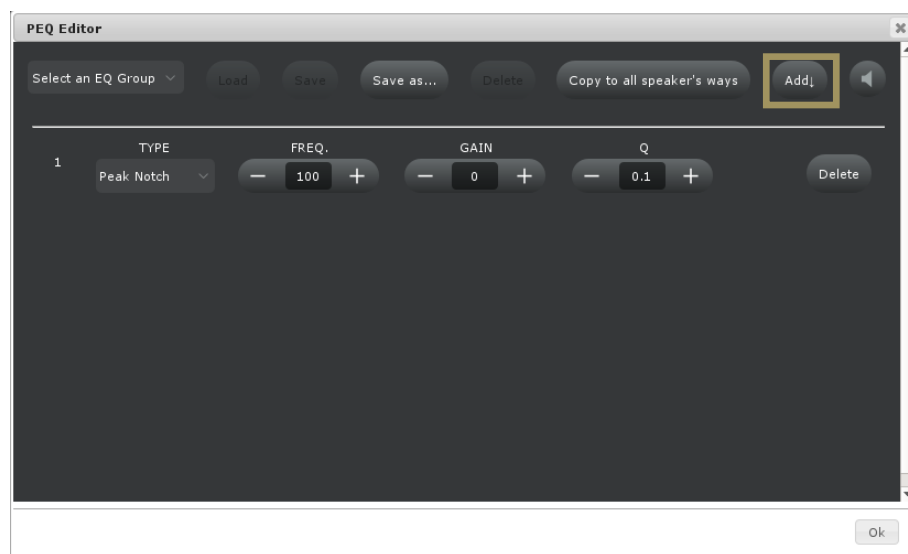 PEQ Editor
Select an EQ Group Load Save Save as... Delete Copy to all speaker's ways Add↓
TYPE FREQ. GAIN Q
1 Peak Notch — 100 + — 0 + — 0.1 + Delete
Ok